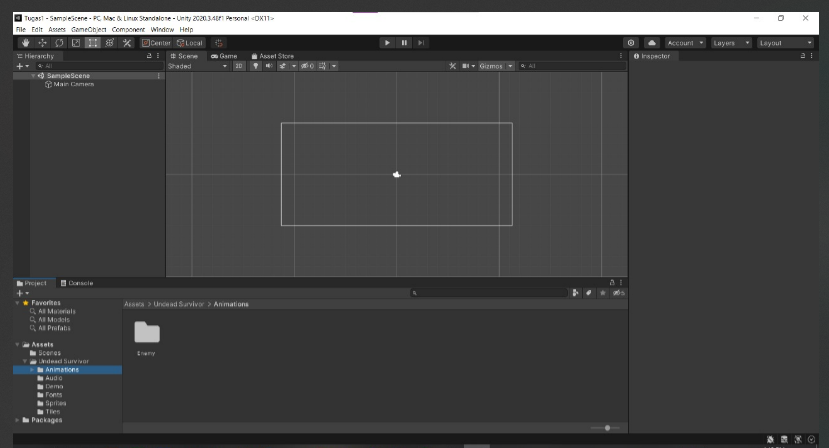 Tugas1 - SampleScene - PC, Mac & Linux Standalone - Unity 2020.3.48f1 Personal <DX11>
File Edit Assets GameObject Component Window Help
Center Local Account Layers Layout
Hierarchy Scene Game Asset Store Inspector
All Shaded 2D 0 Gizmos All
SampleScene
Main Camera
Project Console
Favorites
All Materials
All Models
All Prefabs
Assets > Undead Survivor > Animations
Assets
Scenes
Undead Survivor
Animations
Audio
Demo
Fonts
Sprites
Tiles
Packages
Enemy